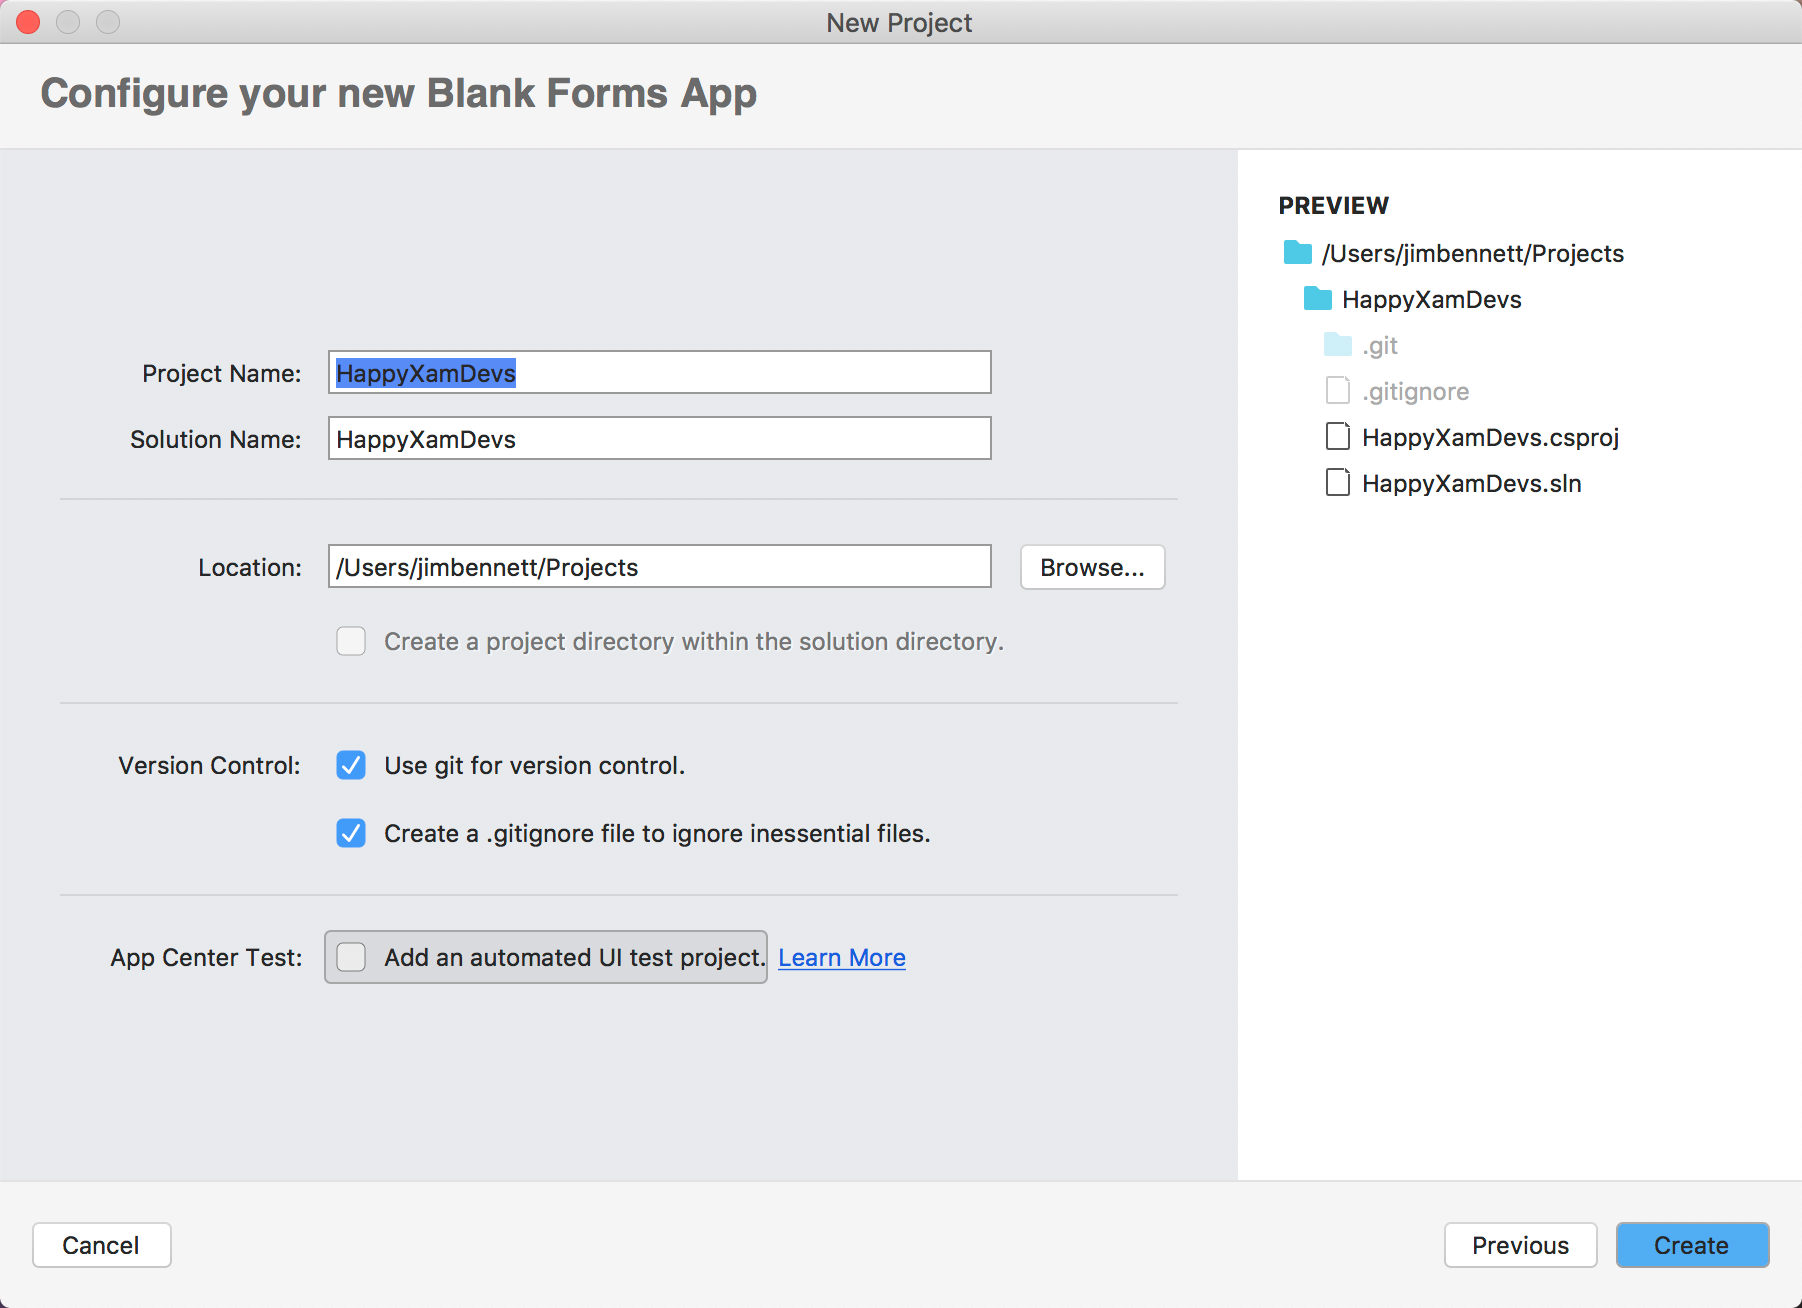 New Project
Configure your new Blank Forms App
Project Name: HappyXamDevs
Solution Name: HappyXamDevs
Location: /Users/jimbennett/Projects Browse...
Create a project directory within the solution directory.
Version Control: Use git for version control.
Create a .gitignore file to ignore inessential files.
App Center Test: Add an automated UI test project. Learn More
PREVIEW
/Users/jimbennett/Projects
HappyXamDevs
.git
.gitignore
HappyXamDevs.csproj
HappyXamDevs.sln
Cancel Previous Create